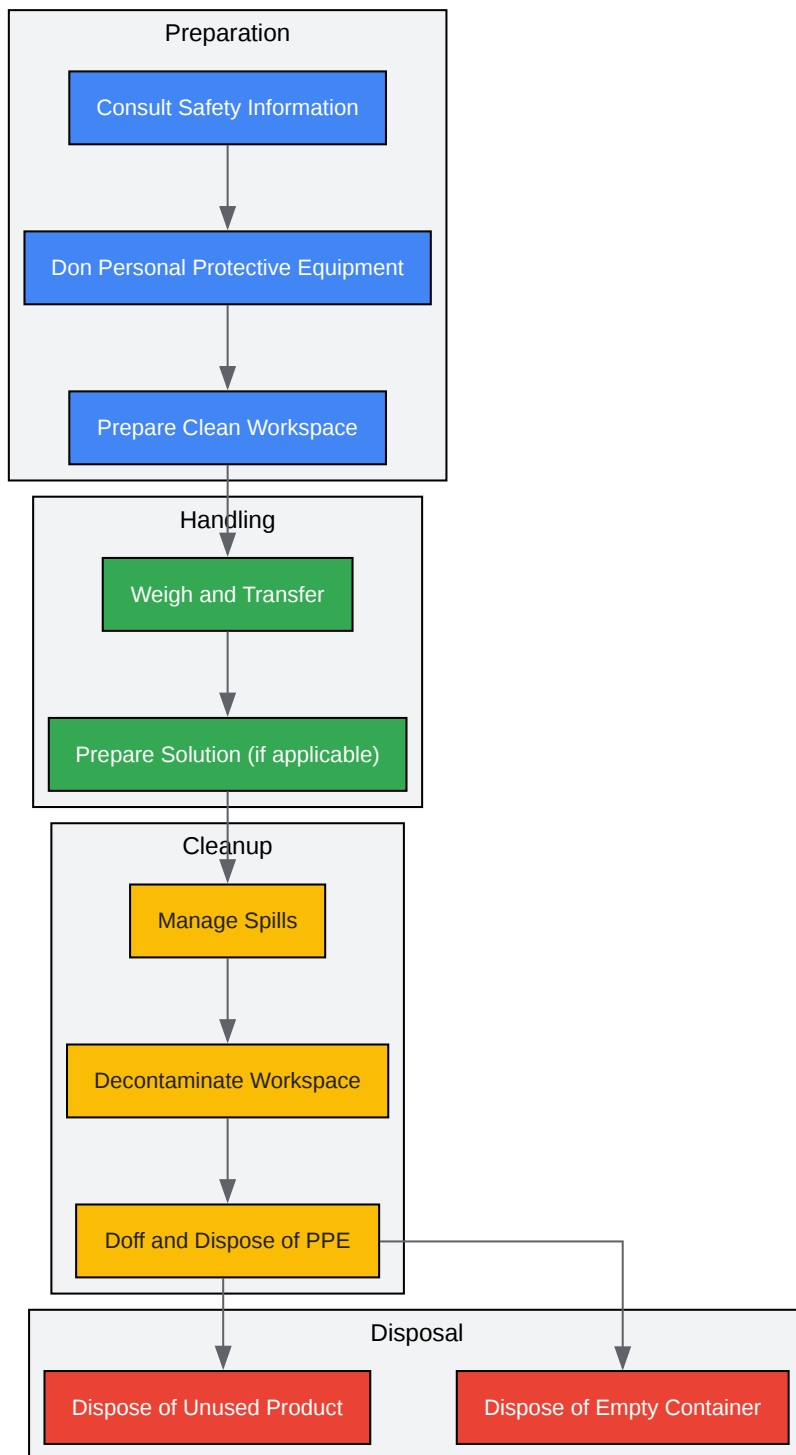 Preparation
Consult Safety Information
Don Personal Protective Equipment
Prepare Clean Workspace
Handling
Weigh and Transfer
Prepare Solution (if applicable)
Cleanup
Manage Spills
Decontaminate Workspace
Doff and Dispose of PPE
Disposal
Dispose of Unused Product
Dispose of Empty Container